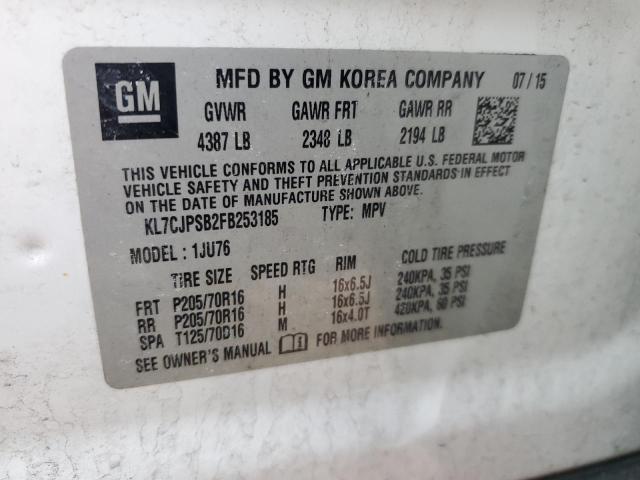 GM
MFD BY GM KOREA COMPANY 07/15
GVWR GAWR FRT GAWR RR
4387 LB 2348 LB 2194 LB
THIS VEHICLE CONFORMS TO ALL APPLICABLE U.S. FEDERAL MOTOR
VEHICLE SAFETY AND THEFT PREVENTION STANDARDS IN EFFECT
ON THE DATE OF MANUFACTURE SHOWN ABOVE.
KL7CJPSB2FB253185 TYPE: MPV
MODEL: 1JU76
TIRE SIZE SPEED RTG RIM COLD TIRE PRESSURE
FRT P205/70R16 H 16x6.5J 240KPA, 35 PSI
RR P205/70R16 H 16x6.5J 240KPA, 35 PSI
SPA T125/70D16 M 16x4.0T 420KPA, 60 PSI
SEE OWNER'S MANUAL FOR MORE INFORMATION.